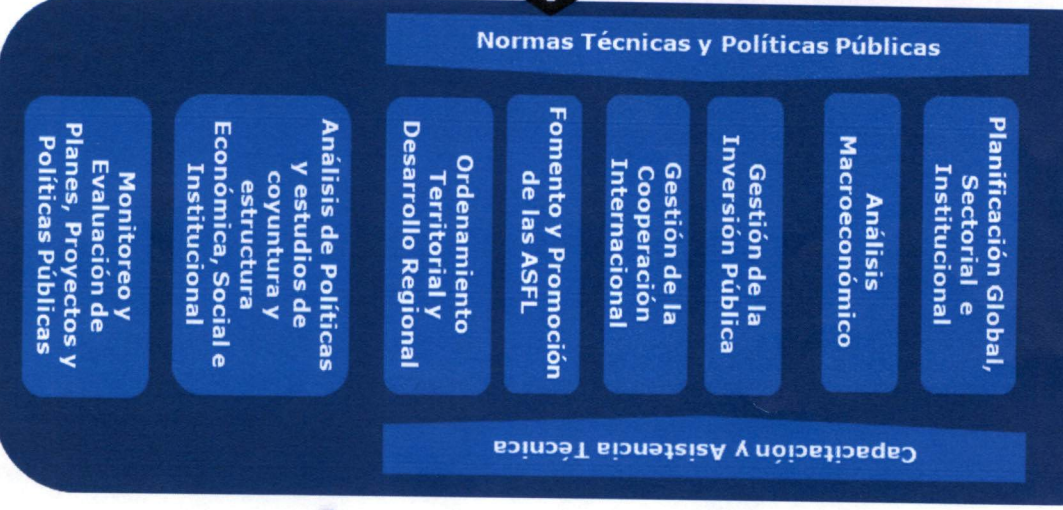 Normas Técnicas y Políticas Públicas
Planificación Global,
Sectorial e
Institucional
Análisis
Macroeconómico
Gestión de la
Inversión Pública
Gestión de la
Cooperación
Internacional
Fomento y Promoción
de las ASFL
Ordenamiento
Territorial y
Desarrollo Regional
Análisis de Políticas
y estudios de
coyuntura y
estructura
Económica, Social e
Institucional
Monitoreo y
Evaluación de
Planes, Proyectos y
Políticas Públicas
Capacitación y Asistencia Técnica